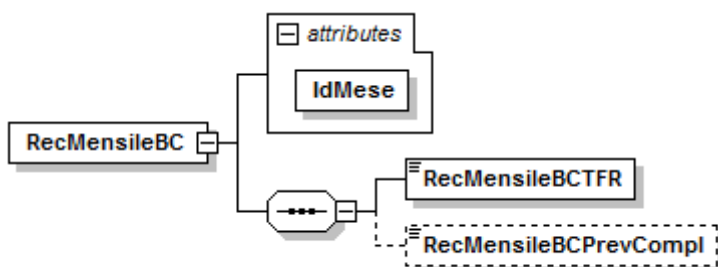 attributes
IdMese
RecMensileBC
RecMensileBCTFR
RecMensileBCPrevCompl